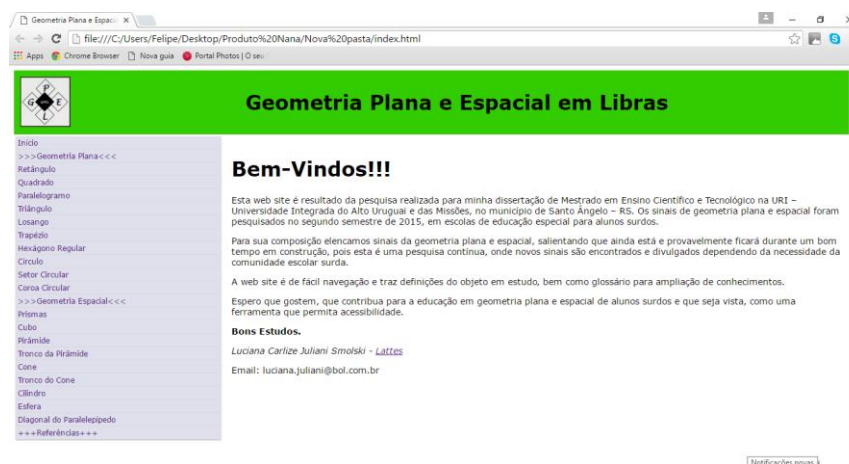 Geometria Plana e Espaci
file:///C:/Users/Felipe/Desktop/Produto%20Nana/Nova%20pasta/index.html
Apps Chrome Browser Nova guia Portal Photos | O seu
P
G E
L
Geometria Plana e Espacial em Libras
Início
>>>Geometria Plana<<<
Retângulo
Quadrado
Paralelogramo
Triângulo
Losango
Trapézio
Hexágono Regular
Círculo
Setor Circular
Coroa Circular
>>>Geometria Espacial<<<
Prismas
Cubo
Pirâmide
Tronco da Pirâmide
Cone
Tronco do Cone
Cilindro
Esfera
Diagonal do Paralelepípedo
+++Referências+++
Bem-Vindos!!!
Esta web site é resultado da pesquisa realizada para minha dissertação de Mestrado em Ensino Científico e Tecnológico na URI –
Universidade Integrada do Alto Uruguai e das Missões, no município de Santo Ângelo – RS. Os sinais de geometria plana e espacial foram
pesquisados no segundo semestre de 2015, em escolas de educação especial para alunos surdos.
Para sua composição elencamos sinais da geometria plana e espacial, salientando que ainda está e provavelmente ficará durante um bom
tempo em construção, pois esta é uma pesquisa contínua, onde novos sinais são encontrados e divulgados dependendo da necessidade da
comunidade escolar surda.
A web site é de fácil navegação e traz definições do objeto em estudo, bem como glossário para ampliação de conhecimentos.
Espero que gostem, que contribua para a educação em geometria plana e espacial de alunos surdos e que seja vista, como uma
ferramenta que permita acessibilidade.
Bons Estudos.
Luciana Carlize Juliani Smolski - Lattes
Email: luciana.juliani@bol.com.br
Notificações novas